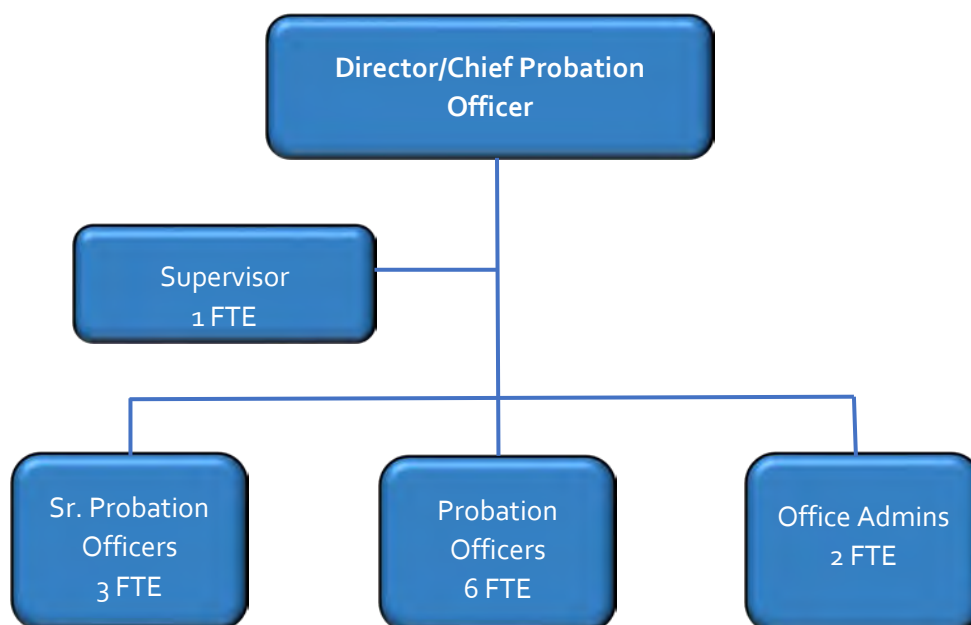 Director/Chief Probation
Officer
Supervisor
1 FTE
Sr. Probation
Officers
3 FTE
Probation
Officers
6 FTE
Office Admins
2 FTE